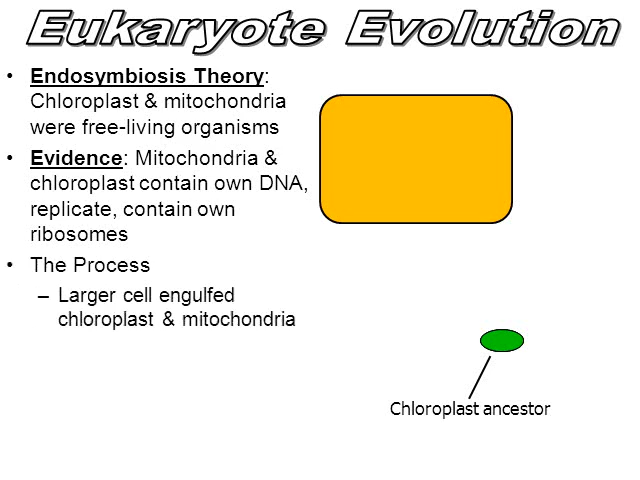 Eukaryote Evolution
• Endosymbiosis Theory:
Chloroplast & mitochondria
were free-living organisms
• Evidence: Mitochondria &
chloroplast contain own DNA,
replicate, contain own
ribosomes
• The Process
– Larger cell engulfed
chloroplast & mitochondria
Chloroplast ancestor